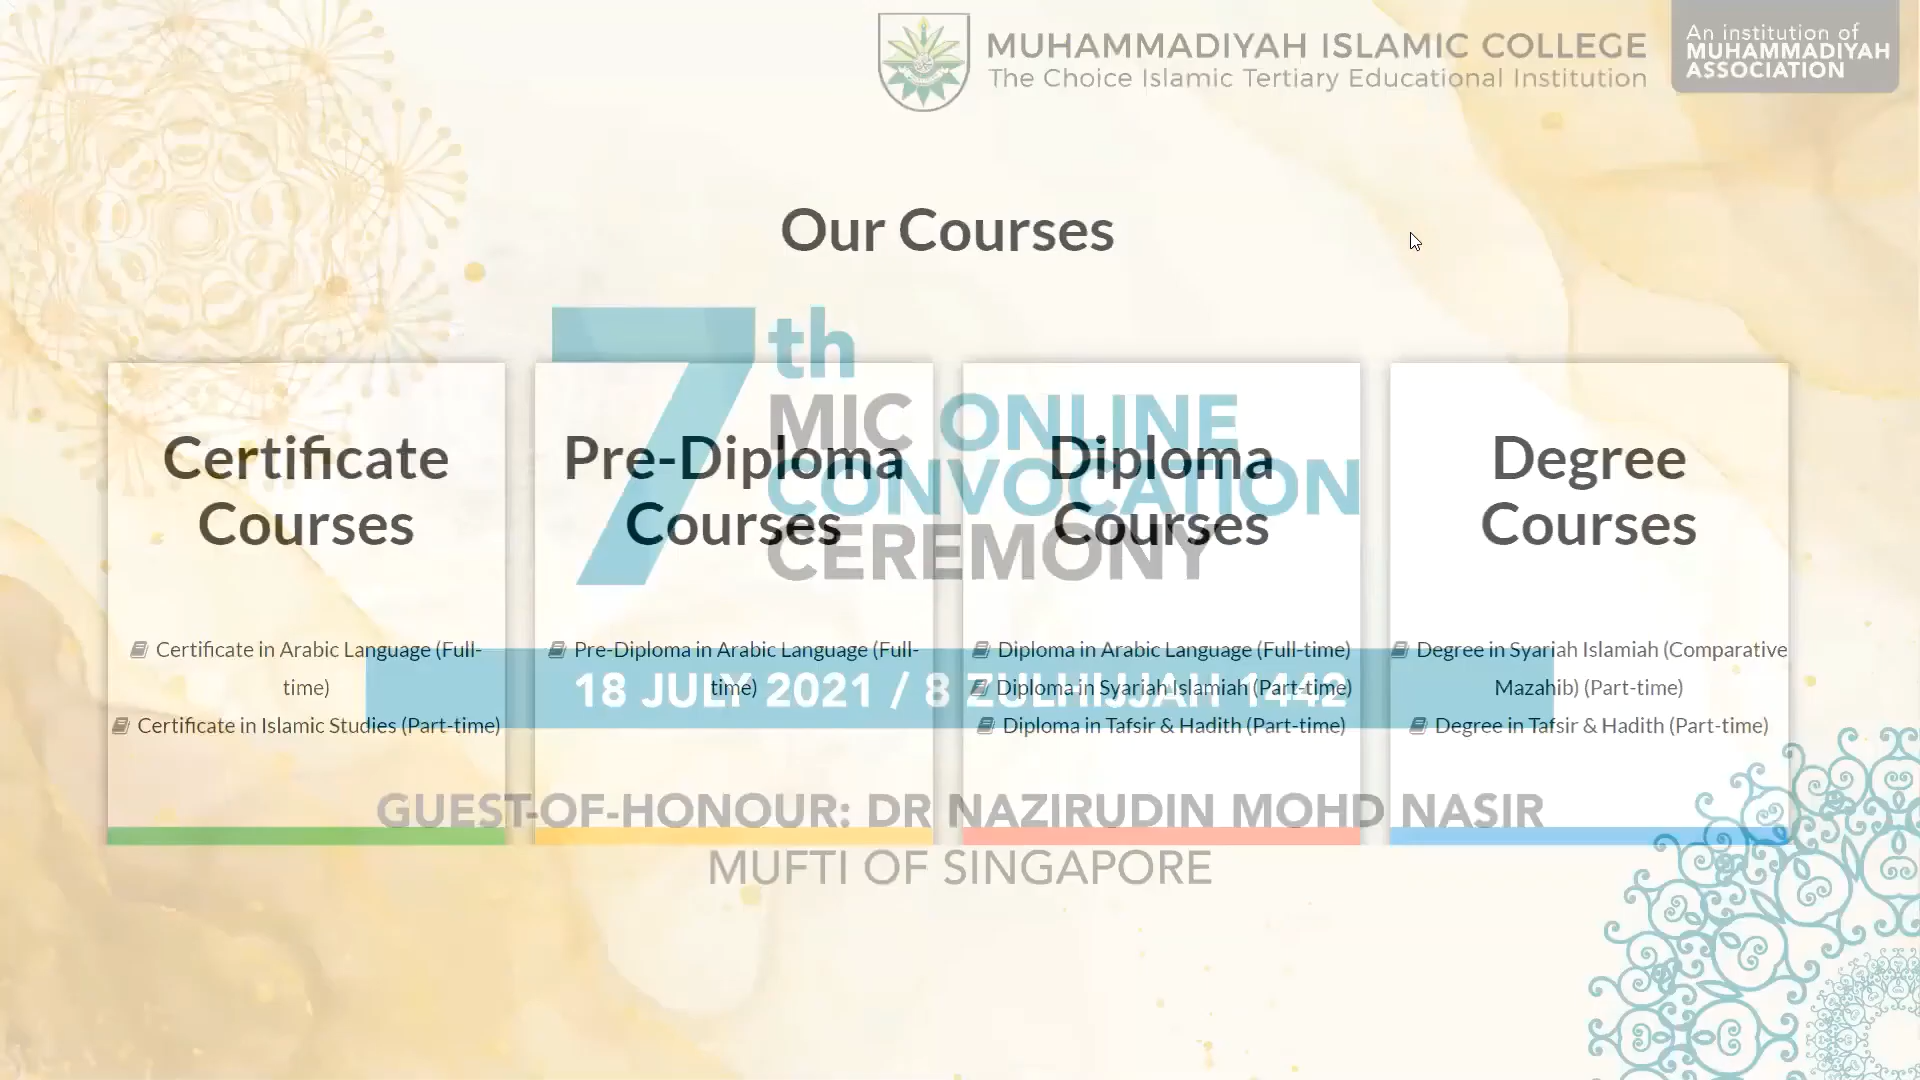 MUHAMMADIYAH ISLAMIC COLLEGE
The Choice Islamic Tertiary Educational Institution
An institution of
MUHAMMADIYAH
ASSOCIATION
Our Courses
7th
MIC ONLINE
CONVOCATION
CEREMONY
18 JULY 2021 / 8 ZULHIJJAH 1442
GUEST-OF-HONOUR: DR NAZIRUDIN MOHD NASIR
MUFTI OF SINGAPORE
Certificate
Courses
Certificate in Arabic Language (Full-
time)
Certificate in Islamic Studies (Part-time)
Pre-Diploma
Courses
Pre-Diploma in Arabic Language (Full-
time)
Diploma
Courses
Diploma in Arabic Language (Full-time)
Diploma in Syariah Islamiah (Part-time)
Diploma in Tafsir & Hadith (Part-time)
Degree
Courses
Degree in Syariah Islamiah (Comparative
Mazahib) (Part-time)
Degree in Tafsir & Hadith (Part-time)